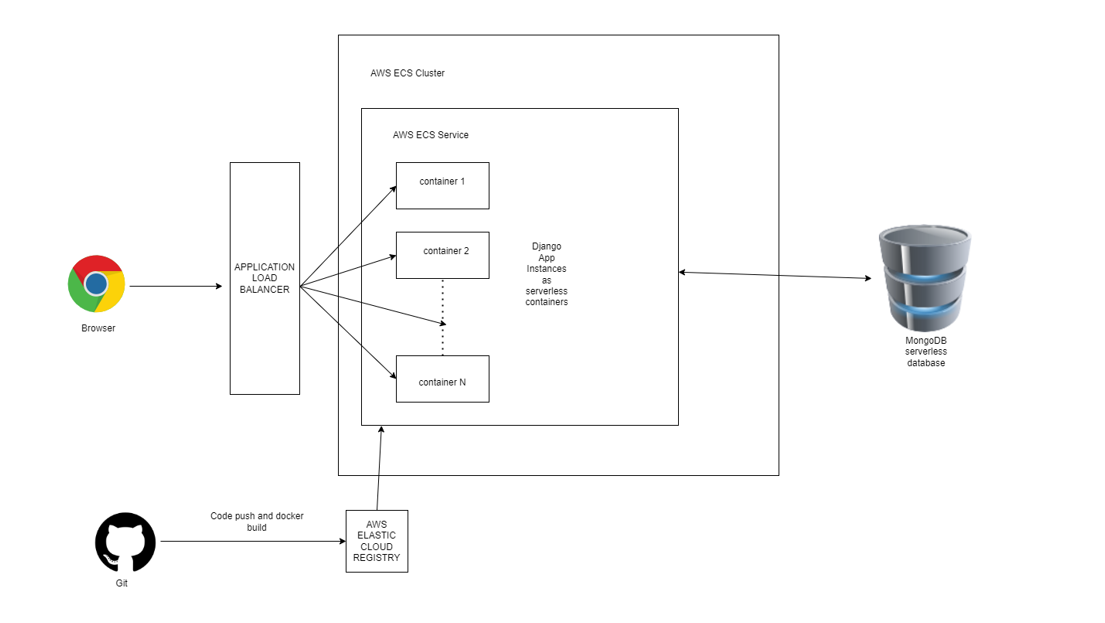 AWS ECS Cluster
AWS ECS Service
container 1
container 2
container N
Django
App
Instances
as
serverless
containers
APPLICATION
LOAD
BALANCER
Browser
MongoDB
serverless
database
Code push and docker
build
AWS
ELASTIC
CLOUD
REGISTRY
Git